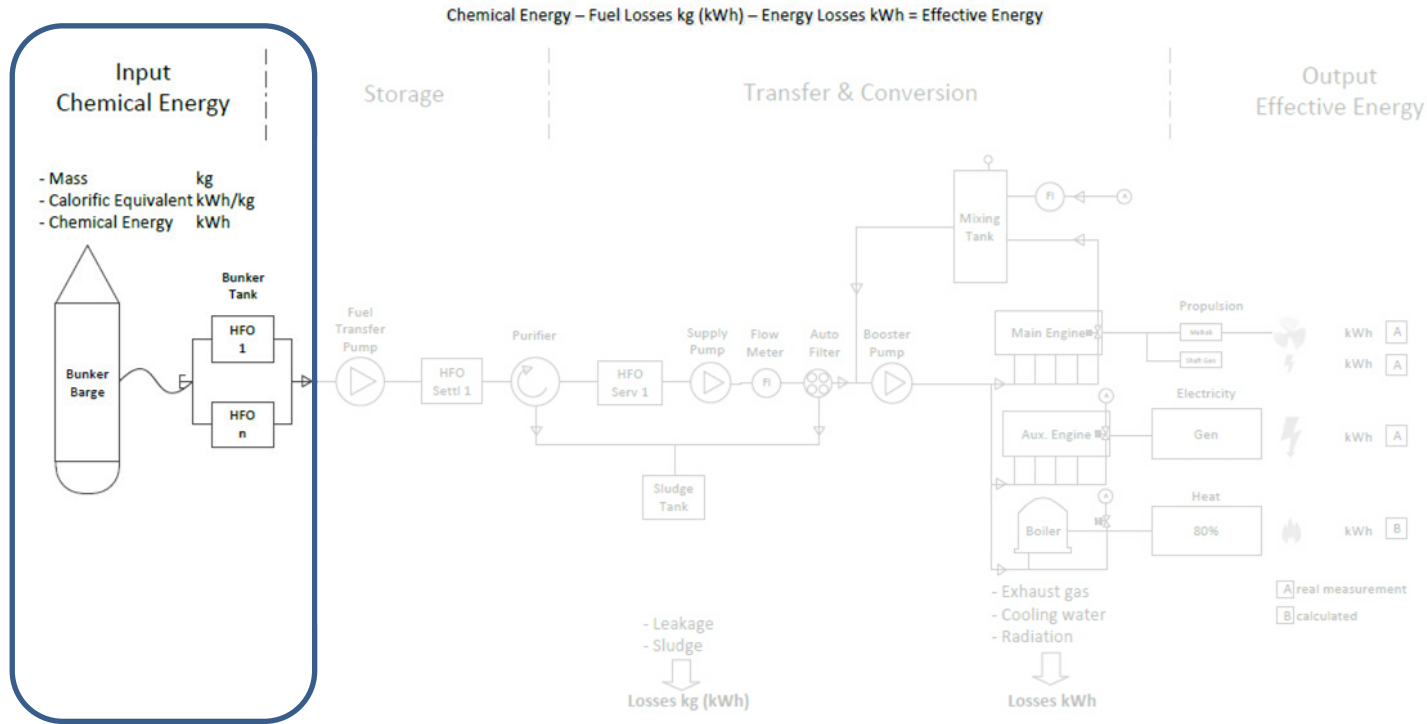 Chemical Energy – Fuel Losses kg (kWh) – Energy Losses kWh = Effective Energy
Input
Chemical Energy
Storage
Transfer & Conversion
Output
Effective Energy
- Mass kg
- Calorific Equivalent kWh/kg
- Chemical Energy kWh
Bunker
Barge
Bunker
Tank
HFO
1
HFO
n
Fuel
Transfer
Pump
HFO
Settl 1
Purifier
HFO
Serv 1
Supply
Pump
Flow
Meter
FI
Auto
Filter
Booster
Pump
Sludge
Tank
Mixing
Tank
FI
A
Main Engine
Propulsion
Shaft Gen
kWh A
kWh A
Electricity
A
Aux. Engine
Gen
kWh A
Heat
A
Boiler
80%
kWh B
- Exhaust gas
- Cooling water
- Radiation
Losses kWh
- Leakage
- Sludge
Losses kg (kWh)
A real measurement
B calculated